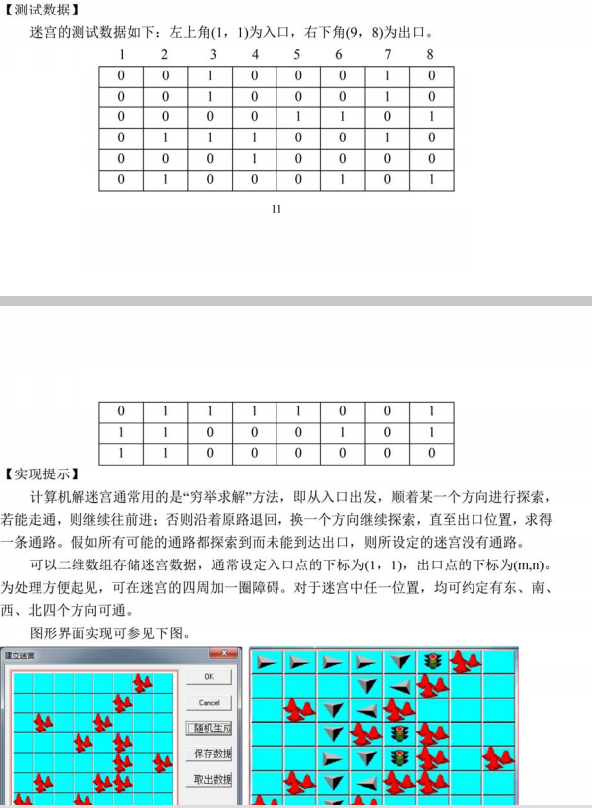 【测试数据】
迷宫的测试数据如下：左上角(1，1)为入口，右下角(9，8)为出口。
1 2 3 4 5 6 7 8
0 0 1 0 0 0 1 0
0 0 1 0 0 0 1 0
0 0 0 0 1 1 0 1
0 1 1 1 0 0 1 0
0 0 0 1 0 0 0 0
0 1 0 0 0 1 0 1
11
0 1 1 1 1 0 0 1
1 1 0 0 0 1 0 1
1 1 0 0 0 0 0 0
【实现提示】
计算机解迷宫通常用的是“穷举求解”方法，即从入口出发，顺着某一个方向进行探索，
若能走通，则继续往前进；否则沿着原路退回，换一个方向继续探索，直至出口位置，求得
一条通路。假如所有可能的通路都探索到而未能到达出口，则所设定的迷宫没有通路。
可以二维数组存储迷宫数据，通常设定入口点的下标为(1，1)，出口点的下标为(m,n)。
为处理方便起见，可在迷宫的四周加一圈障碍。对于迷宫中任一位置，均可约定有东、南、
西、北四个方向可通。
图形界面实现可参见下图。
建立迷宫
OK
Cancel
随机生成
保存数据
取出数据